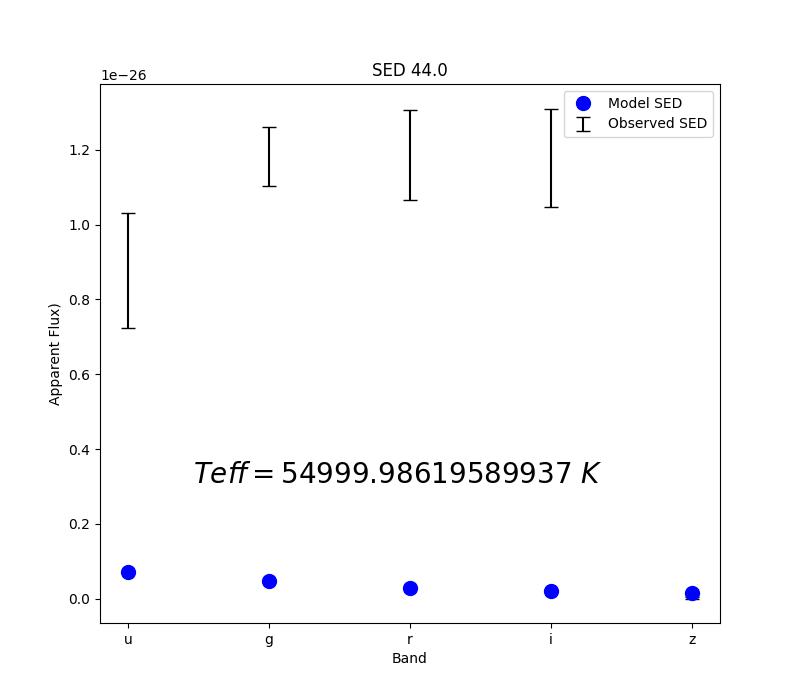 SED 44.0
1e−26
Model SED
Observed SED
1.2
1.0
0.8
0.6
0.4
0.2
0.0
Apparent Flux)
Teff = 54999.98619589937 K
u g r i z
Band